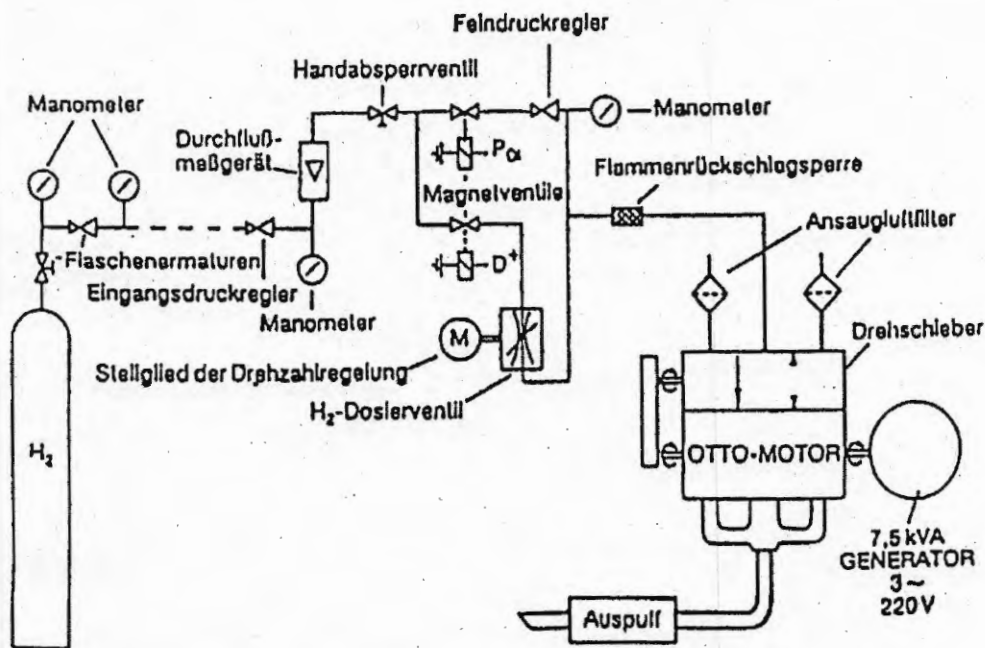 Feindruckregler
Handabsperrventil
Manometer
Manometer
Durchfluß-
meßgerät
Pα
Flammenrückschlagsperre
Magnetventile
Ansaugluftfilter
Flaschenarmaturen
D+
Eingangsdruckregler
Manometer
Drehschieber
M
Stellglied der Drehzahlregelung
H₂-Dosierventil
H₂
OTTO-MOTOR
7,5 kVA
GENERATOR
3~
220 V
Auspuff